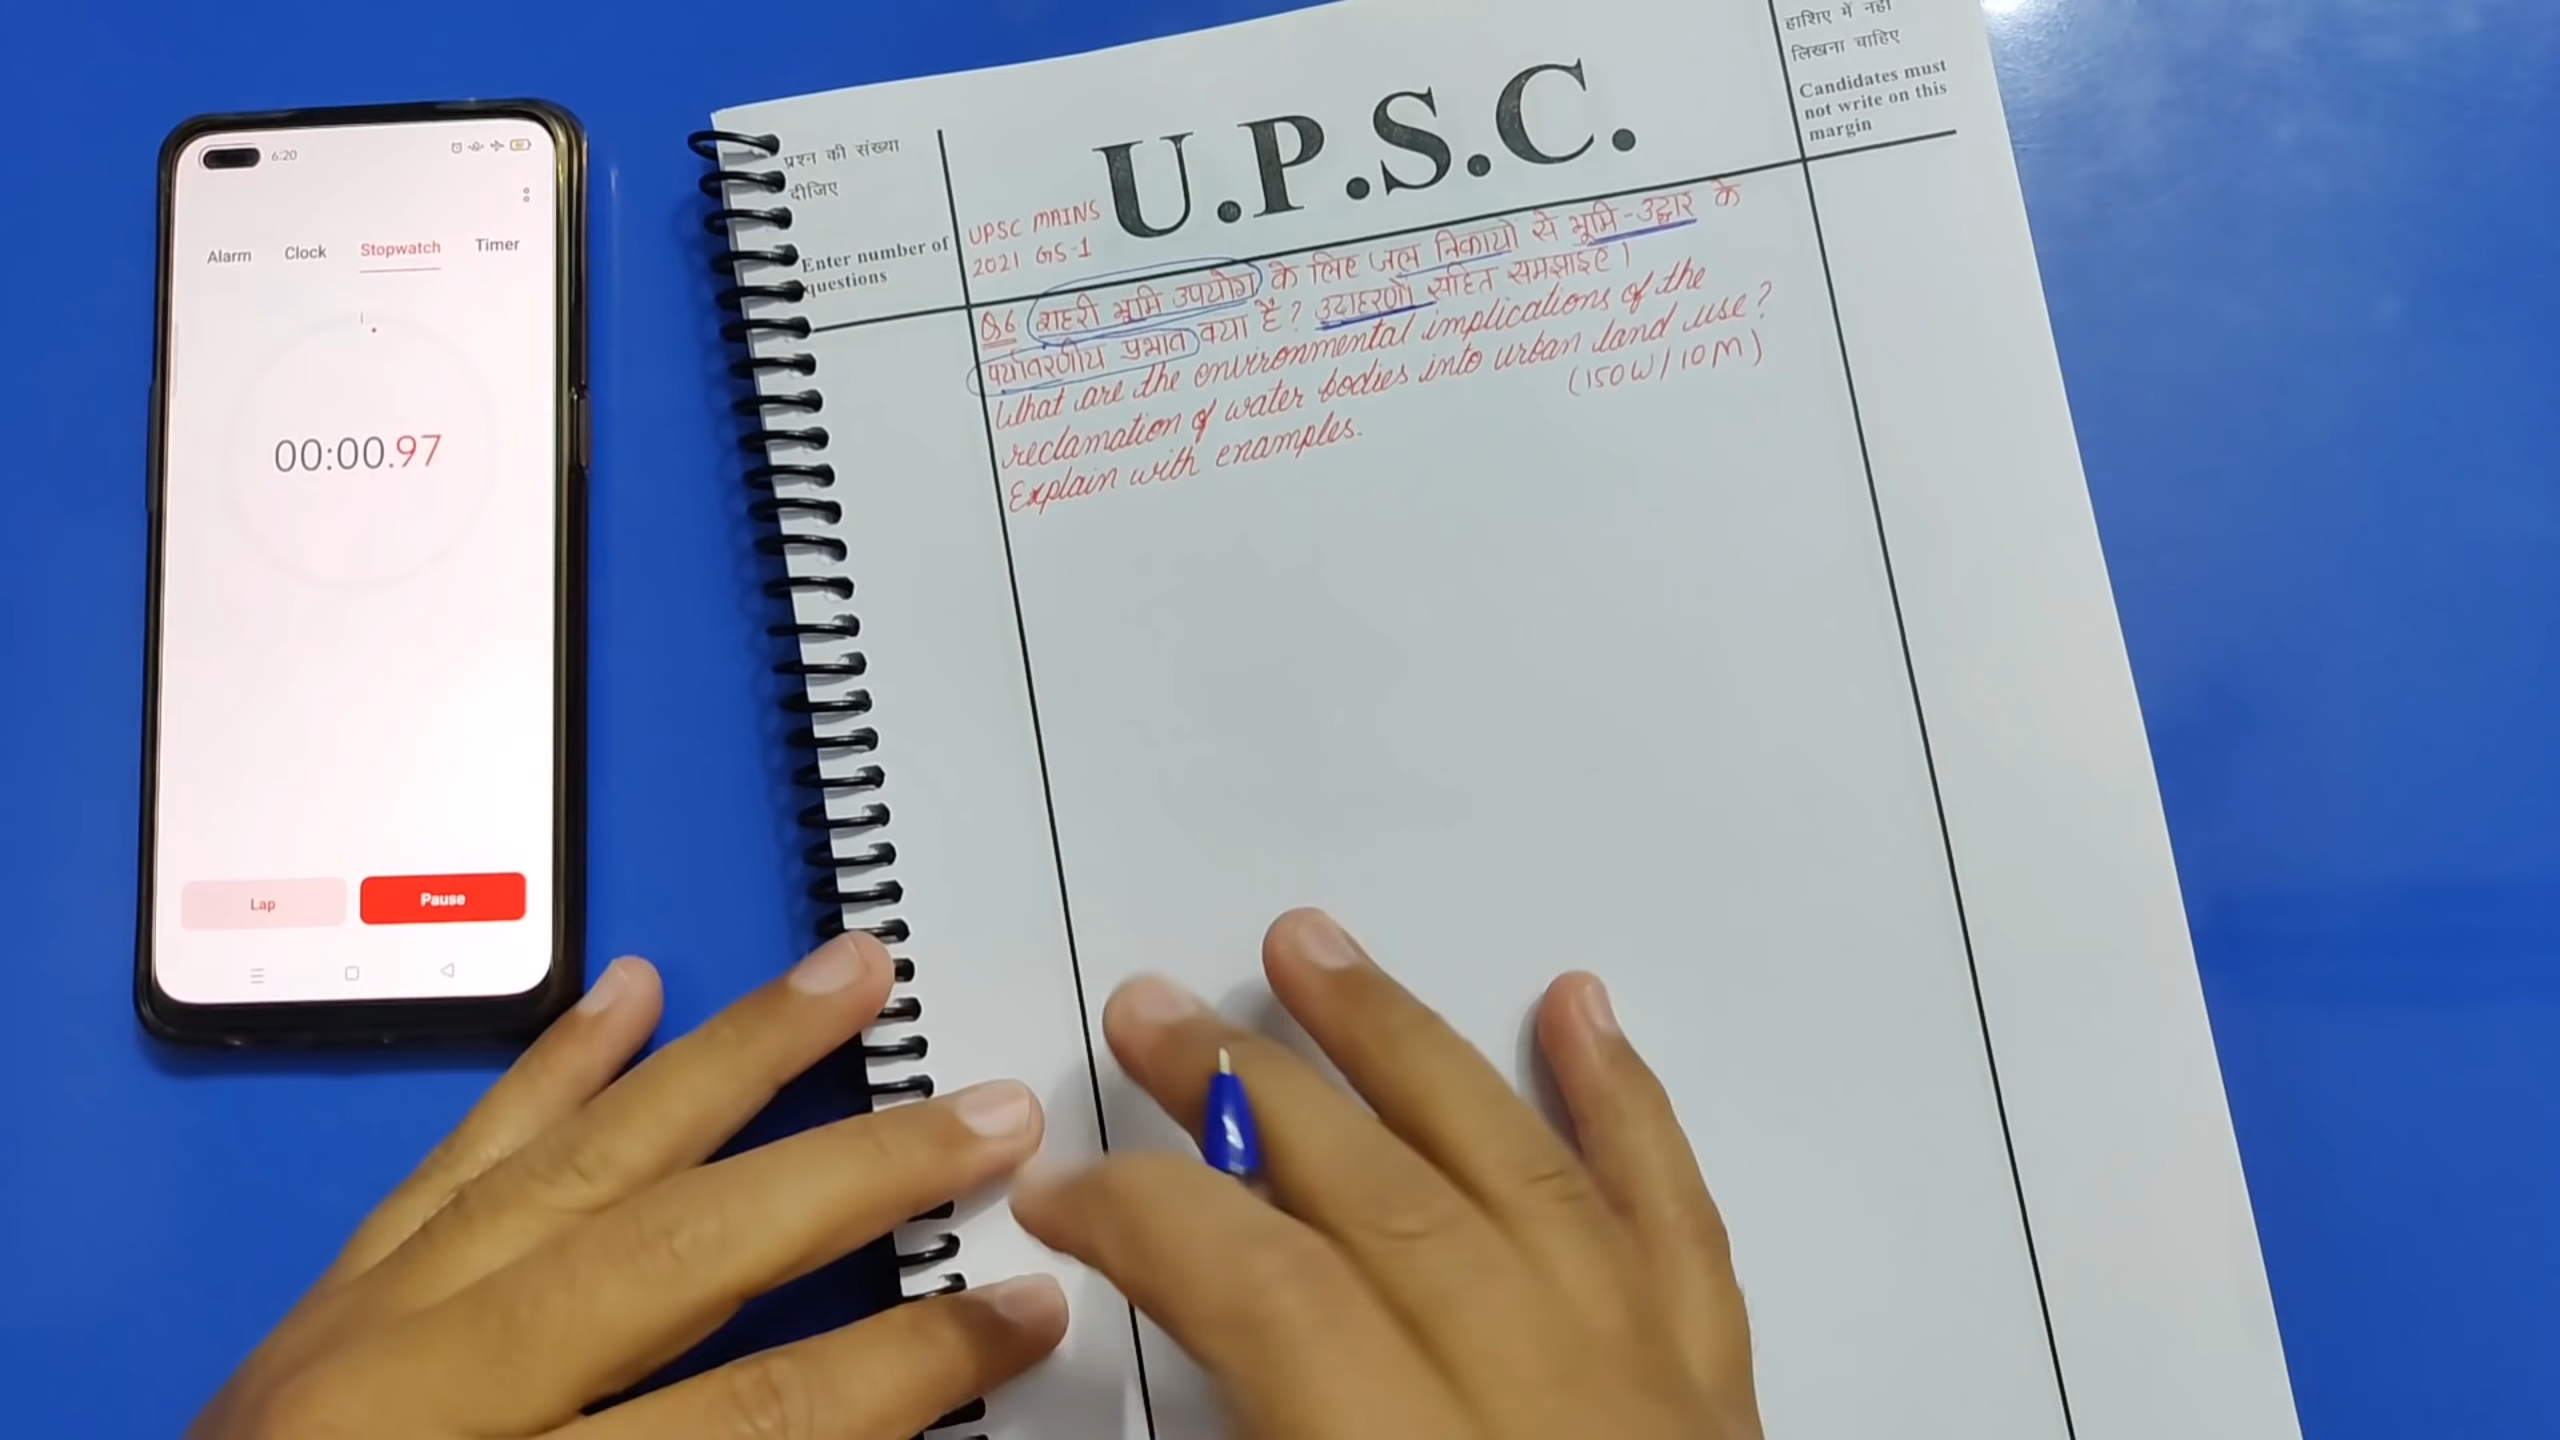 6:20
Alarm Clock Stopwatch Timer
00:00.97
Lap Pause
प्रश्न की संख्या
दीजिए
Enter number of
questions
U.P.S.C.
हाशिए में नहीं
लिखना चाहिए
Candidates must
not write on this
margin
UPSC MAINS
2021 GS-1
Q6. शहरी भूमि उपयोग के लिए जल निकायों से भूमि-उद्धार के
पर्यावरणीय प्रभाव क्या हैं? उदाहरणों सहित समझाइए।
What are the environmental implications of the
reclamation of water bodies into urban land use?
Explain with enamples. (150W/10M)